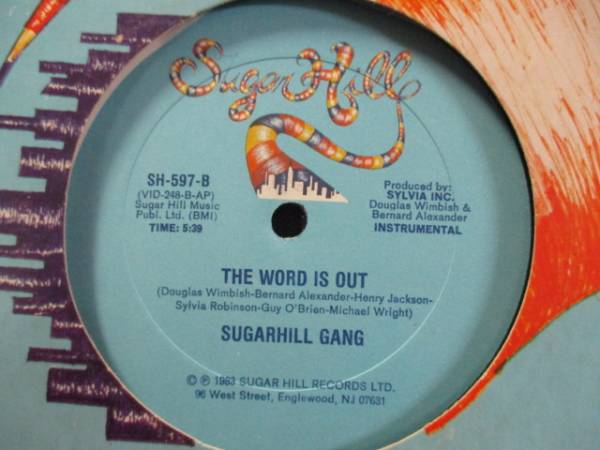 Sugar Hill
SH-597-B
(VID-248-B-AP)
Sugar Hill Music
Publ. Ltd. (BMI)
TIME: 5:39
Produced by:
SYLVIA INC.
Douglas Wimbish &
Bernard Alexander
INSTRUMENTAL
THE WORD IS OUT
(Douglas Wimbish-Bernard Alexander-Henry Jackson-
Sylvia Robinson-Guy O'Brien-Michael Wright)
SUGARHILL GANG
© ℗ 1983 SUGAR HILL RECORDS LTD.
96 West Street, Englewood, NJ 07631